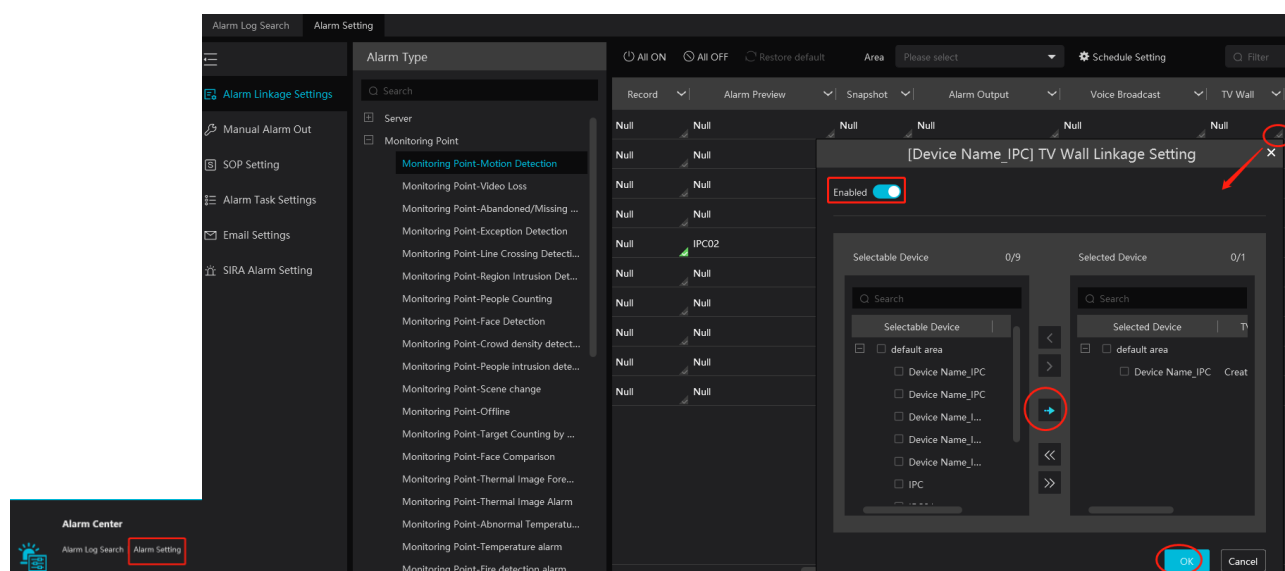 Alarm Log Search Alarm Setting
Alarm Linkage Settings
Manual Alarm Out
SOP Setting
Alarm Task Settings
Email Settings
SIRA Alarm Setting
Alarm Type
Search
Server
Monitoring Point
Monitoring Point-Motion Detection
Monitoring Point-Video Loss
Monitoring Point-Abandoned/Missing ...
Monitoring Point-Exception Detection
Monitoring Point-Line Crossing Detecti...
Monitoring Point-Region Intrusion Det...
Monitoring Point-People Counting
Monitoring Point-Face Detection
Monitoring Point-Crowd density detect...
Monitoring Point-People intrusion dete...
Monitoring Point-Scene change
Monitoring Point-Offline
Monitoring Point-Target Counting by ...
Monitoring Point-Face Comparison
Monitoring Point-Thermal Image Fore...
Monitoring Point-Thermal Image Alarm
Monitoring Point-Abnormal Temperatu...
Monitoring Point-Temperature alarm
Monitoring Point-Fire detection alarm
All ON All OFF Restore default Area Please select Schedule Setting Filter
Record Alarm Preview Snapshot Alarm Output Voice Broadcast TV Wall
Null Null Null Null Null Null
Null Null
Null Null
Null Null
Null IPC02
Null Null
Null Null
Null Null
Null Null
Null Null
[Device Name_IPC] TV Wall Linkage Setting
Enabled
Selectable Device 0/9
Search
Selectable Device
default area
Device Name_IPC
Device Name_IPC
Device Name_I...
Device Name_I...
Device Name_I...
IPC
Selected Device 0/1
Search
Selected Device
default area
Device Name_IPC Creat
OK Cancel
Alarm Center
Alarm Log Search Alarm Setting